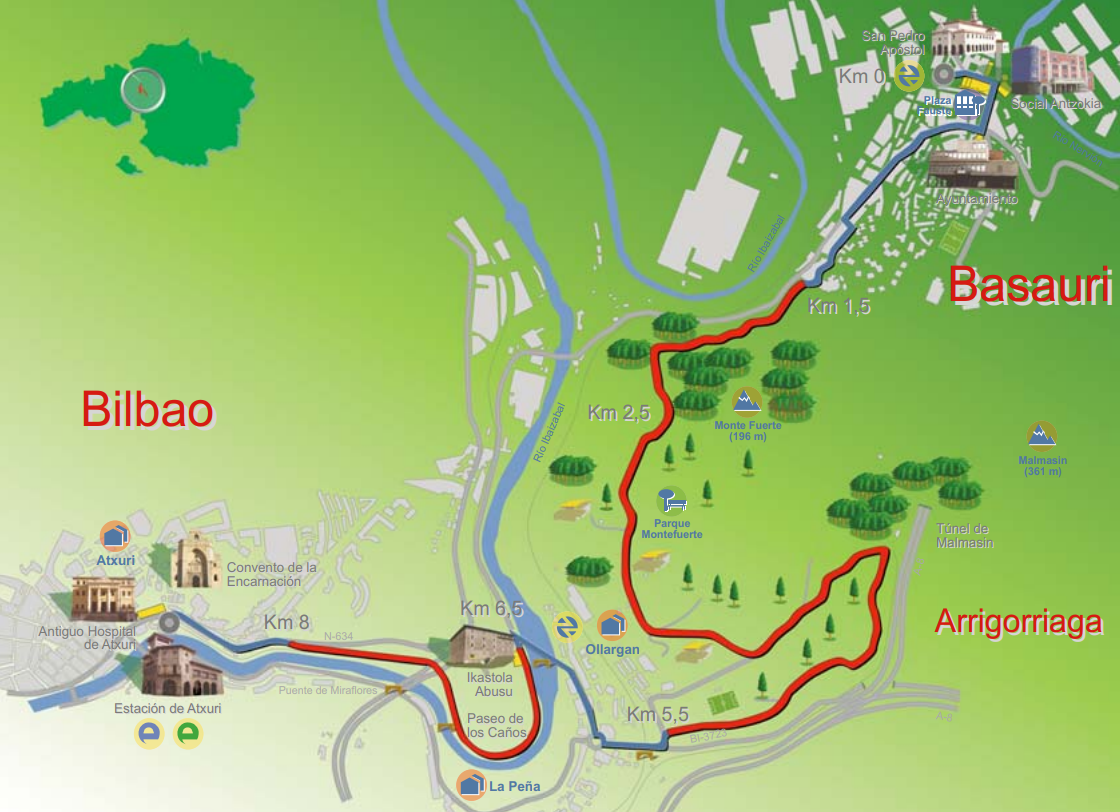 San Pedro
Apóstol
Km 0
Plaza
Fausta
Social Antzokia
Ayuntamiento
Río Ibaizabal
Basauri
Km 1,5
Bilbao
Km 2,5
Monte Fuerte
(196 m)
Malmasin
(361 m)
Río Ibaizabal
Parque
Montefuerte
Túnel de
Malmasin
Atxuri
Convento de la
Encarnación
Antiguo Hospital
de Atxuri
Km 8
N-634
Km 6,5
Ollargan
Arrigorriaga
Ikastola
Abusu
Puente de Miraflores
Estación de Atxuri
Paseo de
los Caños
Km 5,5
BI-3723
A-8
La Peña